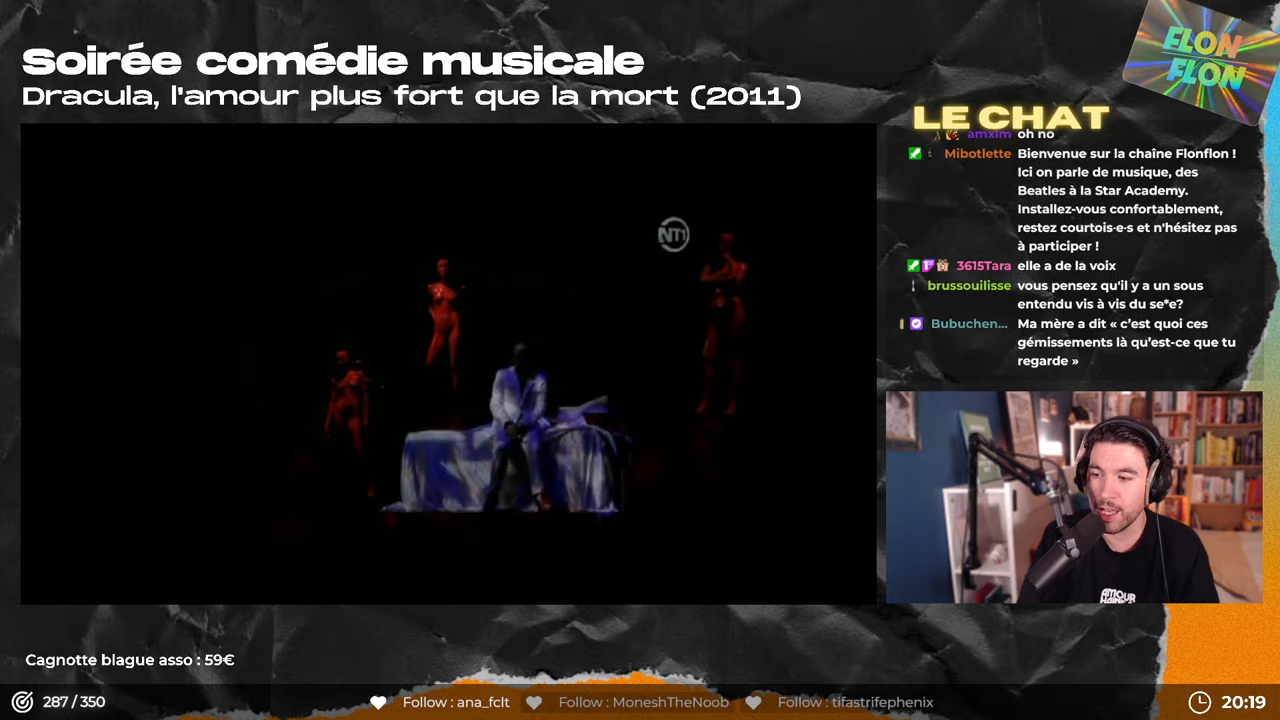 Soirée comédie musicale
Dracula, l'amour plus fort que la mort (2011)
FLON
FLON
LE CHAT
amxim oh no
Mibotlette Bienvenue sur la chaîne Flonflon !
Ici on parle de musique, des
Beatles à la Star Academy.
Installez-vous confortablement,
restez courtois·e·s et n'hésitez pas
à participer !
3615Tara elle a de la voix
brussouilisse vous pensez qu'il y a un sous
entendu vis à vis du se*e?
Bubuchen... Ma mère a dit « c’est quoi ces
gémissements là qu’est-ce que tu
regarde »
NT1
AMOUR
Cagnotte blague asso : 59€
287 / 350
Follow : ana_fclt
Follow : MoneshTheNoob
Follow : tifastrifephenix
20:19